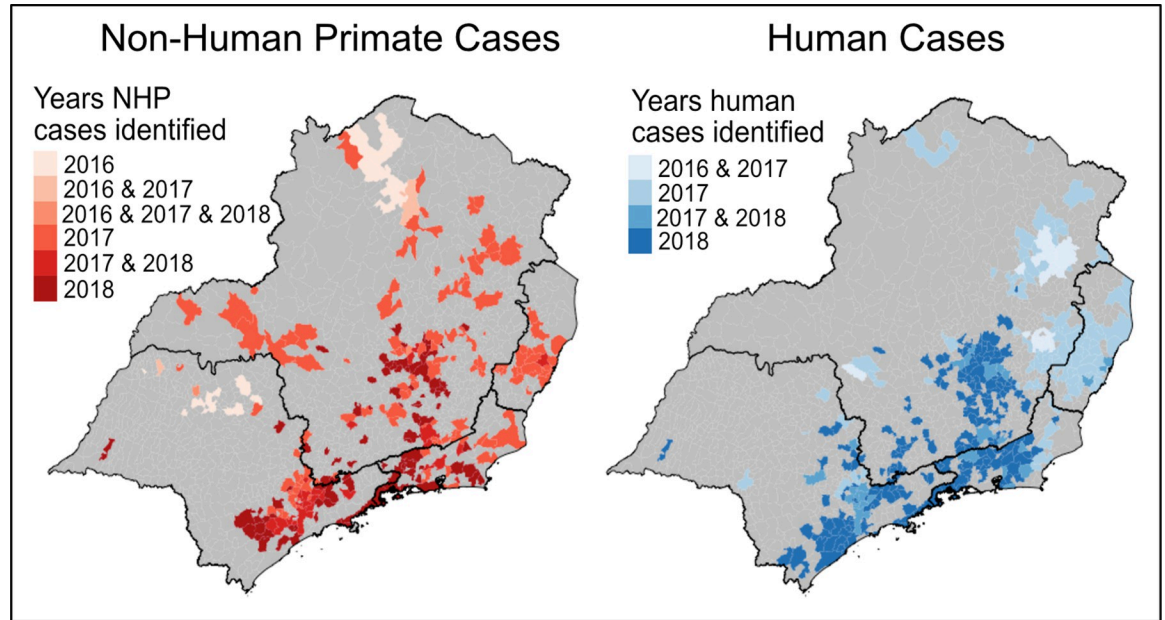 Non-Human Primate Cases
Years NHP
cases identified
2016
2016 & 2017
2016 & 2017 & 2018
2017
2017 & 2018
2018
Human Cases
Years human
cases identified
2016 & 2017
2017
2017 & 2018
2018